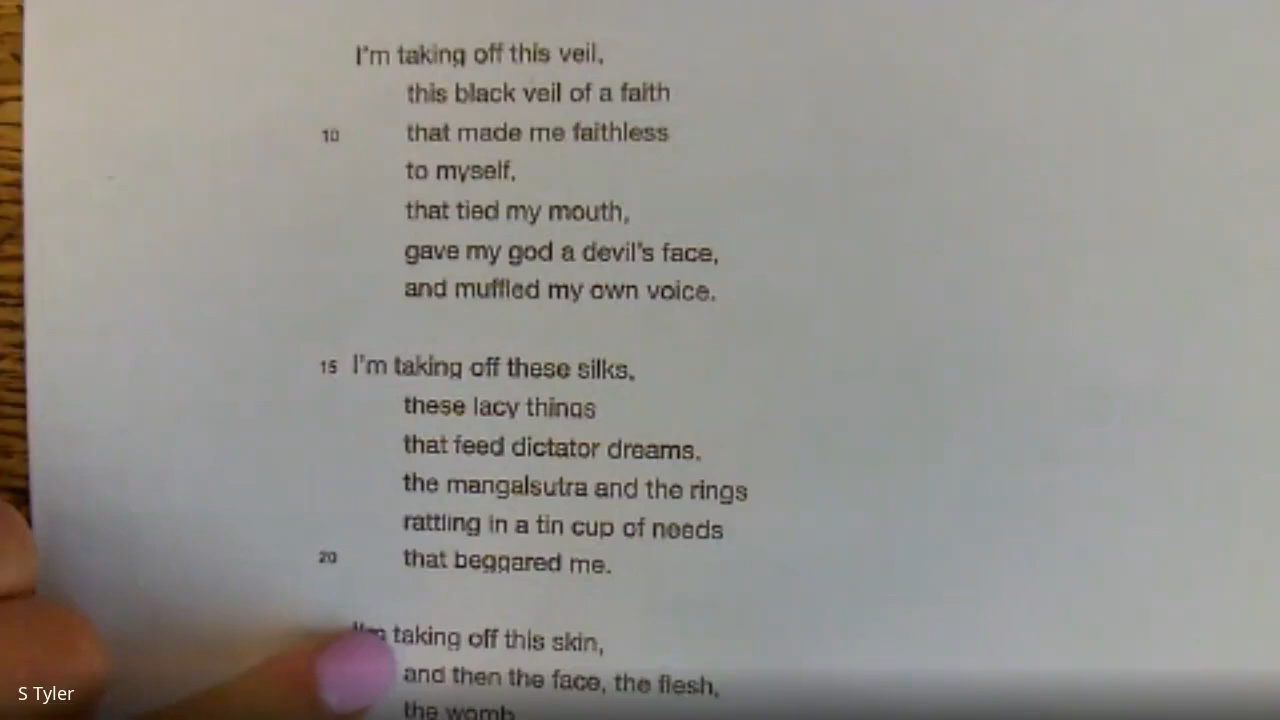 I'm taking off this veil,
this black veil of a faith
10 that made me faithless
to myself,
that tied my mouth,
gave my god a devil's face,
and muffled my own voice.
15 I'm taking off these silks,
these lacy things
that feed dictator dreams,
the mangalsutra and the rings
rattling in a tin cup of needs
20 that beggared me.
I'm taking off this skin,
and then the face, the flesh,
the womb
S Tyler